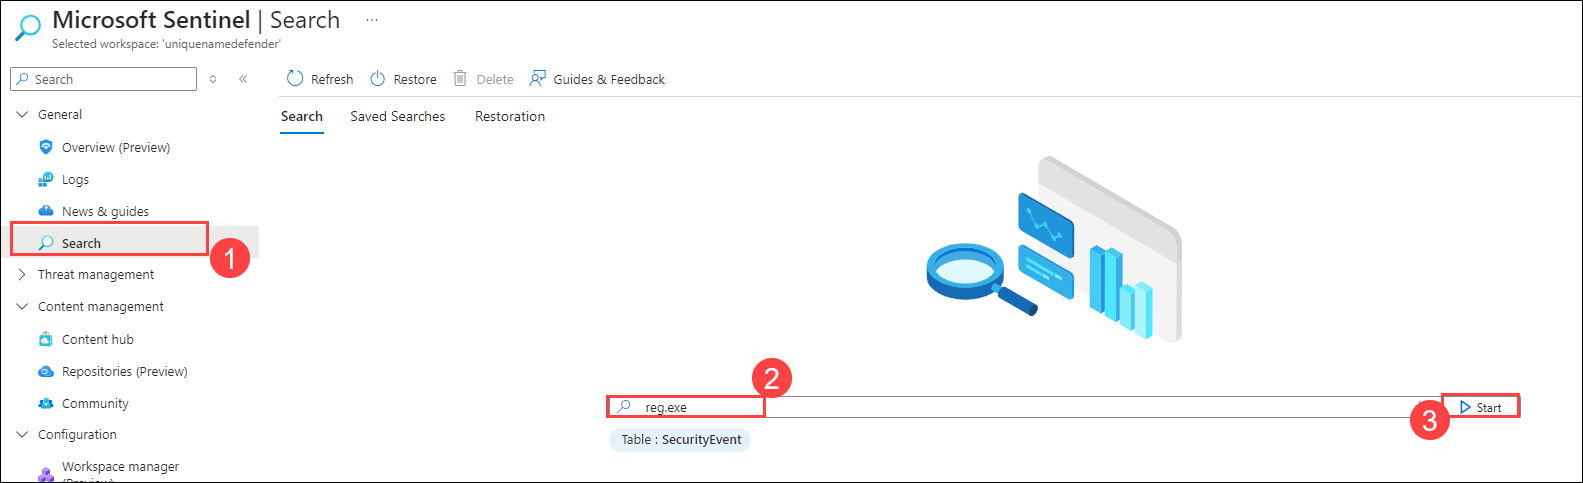 Microsoft Sentinel | Search ...
Selected workspace: 'uniquenamedefender'
Search
Refresh Restore Delete Guides & Feedback
General
Search Saved Searches Restoration
Overview (Preview)
Logs
News & guides
Search
1
Threat management
Content management
Content hub
Repositories (Preview)
Community
Configuration
Workspace manager
(Preview)
2
reg.exe
3
Start
Table : SecurityEvent